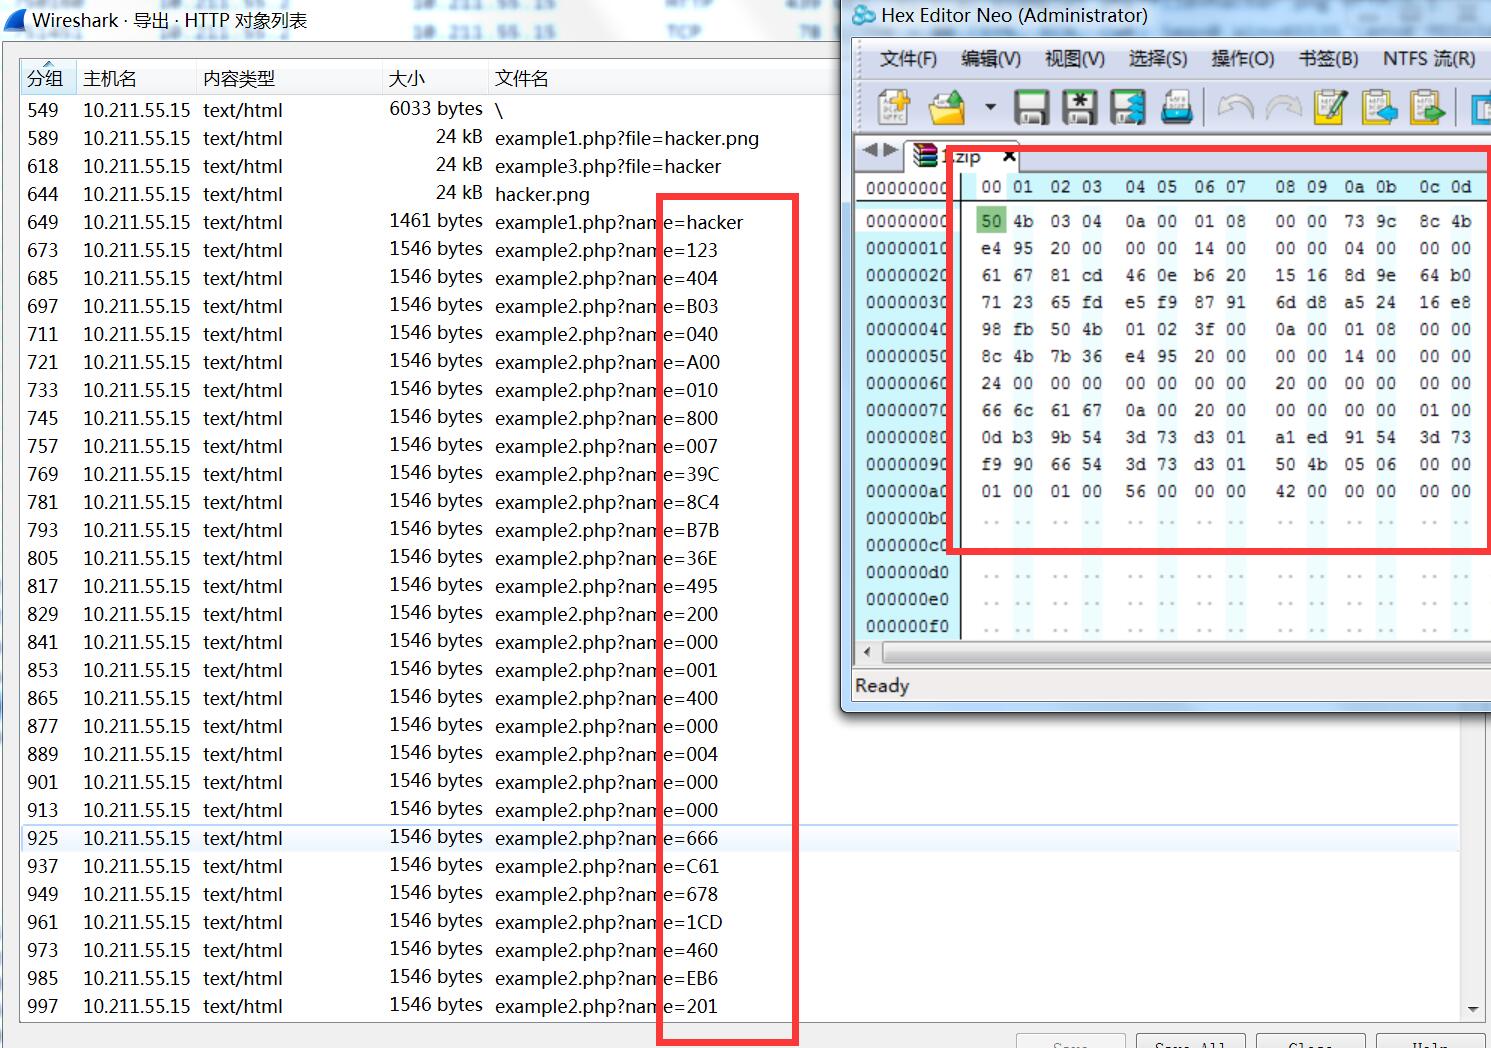 Wireshark · 导出 · HTTP 对象列表
分组 主机名 内容类型 大小 文件名
549 10.211.55.15 text/html 6033 bytes \
589 10.211.55.15 text/html 24 kB example1.php?file=hacker.png
618 10.211.55.15 text/html 24 kB example3.php?file=hacker
644 10.211.55.15 text/html 24 kB hacker.png
649 10.211.55.15 text/html 1461 bytes example1.php?name=hacker
673 10.211.55.15 text/html 1546 bytes example2.php?name=123
685 10.211.55.15 text/html 1546 bytes example2.php?name=404
697 10.211.55.15 text/html 1546 bytes example2.php?name=B03
711 10.211.55.15 text/html 1546 bytes example2.php?name=040
721 10.211.55.15 text/html 1546 bytes example2.php?name=A00
733 10.211.55.15 text/html 1546 bytes example2.php?name=010
745 10.211.55.15 text/html 1546 bytes example2.php?name=800
757 10.211.55.15 text/html 1546 bytes example2.php?name=007
769 10.211.55.15 text/html 1546 bytes example2.php?name=39C
781 10.211.55.15 text/html 1546 bytes example2.php?name=8C4
793 10.211.55.15 text/html 1546 bytes example2.php?name=B7B
805 10.211.55.15 text/html 1546 bytes example2.php?name=36E
817 10.211.55.15 text/html 1546 bytes example2.php?name=495
829 10.211.55.15 text/html 1546 bytes example2.php?name=200
841 10.211.55.15 text/html 1546 bytes example2.php?name=000
853 10.211.55.15 text/html 1546 bytes example2.php?name=001
865 10.211.55.15 text/html 1546 bytes example2.php?name=400
877 10.211.55.15 text/html 1546 bytes example2.php?name=000
889 10.211.55.15 text/html 1546 bytes example2.php?name=004
901 10.211.55.15 text/html 1546 bytes example2.php?name=000
913 10.211.55.15 text/html 1546 bytes example2.php?name=000
925 10.211.55.15 text/html 1546 bytes example2.php?name=666
937 10.211.55.15 text/html 1546 bytes example2.php?name=C61
949 10.211.55.15 text/html 1546 bytes example2.php?name=678
961 10.211.55.15 text/html 1546 bytes example2.php?name=1CD
973 10.211.55.15 text/html 1546 bytes example2.php?name=460
985 10.211.55.15 text/html 1546 bytes example2.php?name=EB6
997 10.211.55.15 text/html 1546 bytes example2.php?name=201
Hex Editor Neo (Administrator)
文件(F) 编辑(V) 视图(V) 选择(S) 操作(O) 书签(B) NTFS 流(R)
1.zip
00000000 00 01 02 03 04 05 06 07 08 09 0a 0b 0c 0d
00000000 50 4b 03 04 0a 00 01 08 00 00 73 9c 8c 4b
00000010 e4 95 20 00 00 00 14 00 00 00 04 00 00 00
00000020 61 67 81 cd 46 0e b6 20 15 16 8d 9e 64 b0
00000030 71 23 65 fd e5 f9 87 91 6d d8 a5 24 16 e8
00000040 98 fb 50 4b 01 02 3f 00 0a 00 01 08 00 00
00000050 8c 4b 7b 36 e4 95 20 00 00 00 14 00 00 00
00000060 24 00 00 00 00 00 00 00 20 00 00 00 00 00
00000070 66 6c 61 67 0a 00 20 00 00 00 00 00 01 00
00000080 0d b3 9b 54 3d 73 d3 01 a1 ed 91 54 3d 73
00000090 f9 90 66 54 3d 73 d3 01 50 4b 05 06 00 00
000000a0 01 00 01 00 56 00 00 00 42 00 00 00 00 00
000000b0 .. .. .. .. .. .. .. .. .. .. .. .. .. ..
000000c0
000000d0 .. .. .. .. .. .. .. .. .. .. .. .. .. ..
000000e0 .. .. .. .. .. .. .. .. .. .. .. .. .. ..
000000f0 .. .. .. .. .. .. .. .. .. .. .. .. .. ..
Ready
Save Save All Close Help